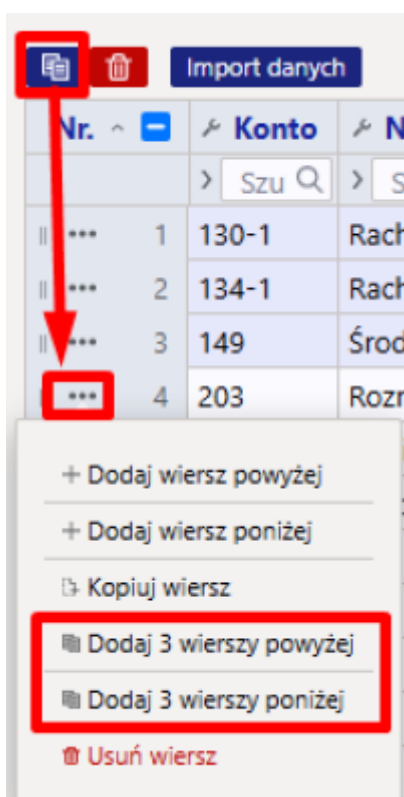 Import danych
Nr. Konto N
Szu S
1 130-1 Rach
2 134-1 Rach
3 149 Środ
4 203 Rozr
Dodaj wiersz powyżej
Dodaj wiersz poniżej
Kopiuj wiersz
Dodaj 3 wierszy powyżej
Dodaj 3 wierszy poniżej
Usuń wiersz